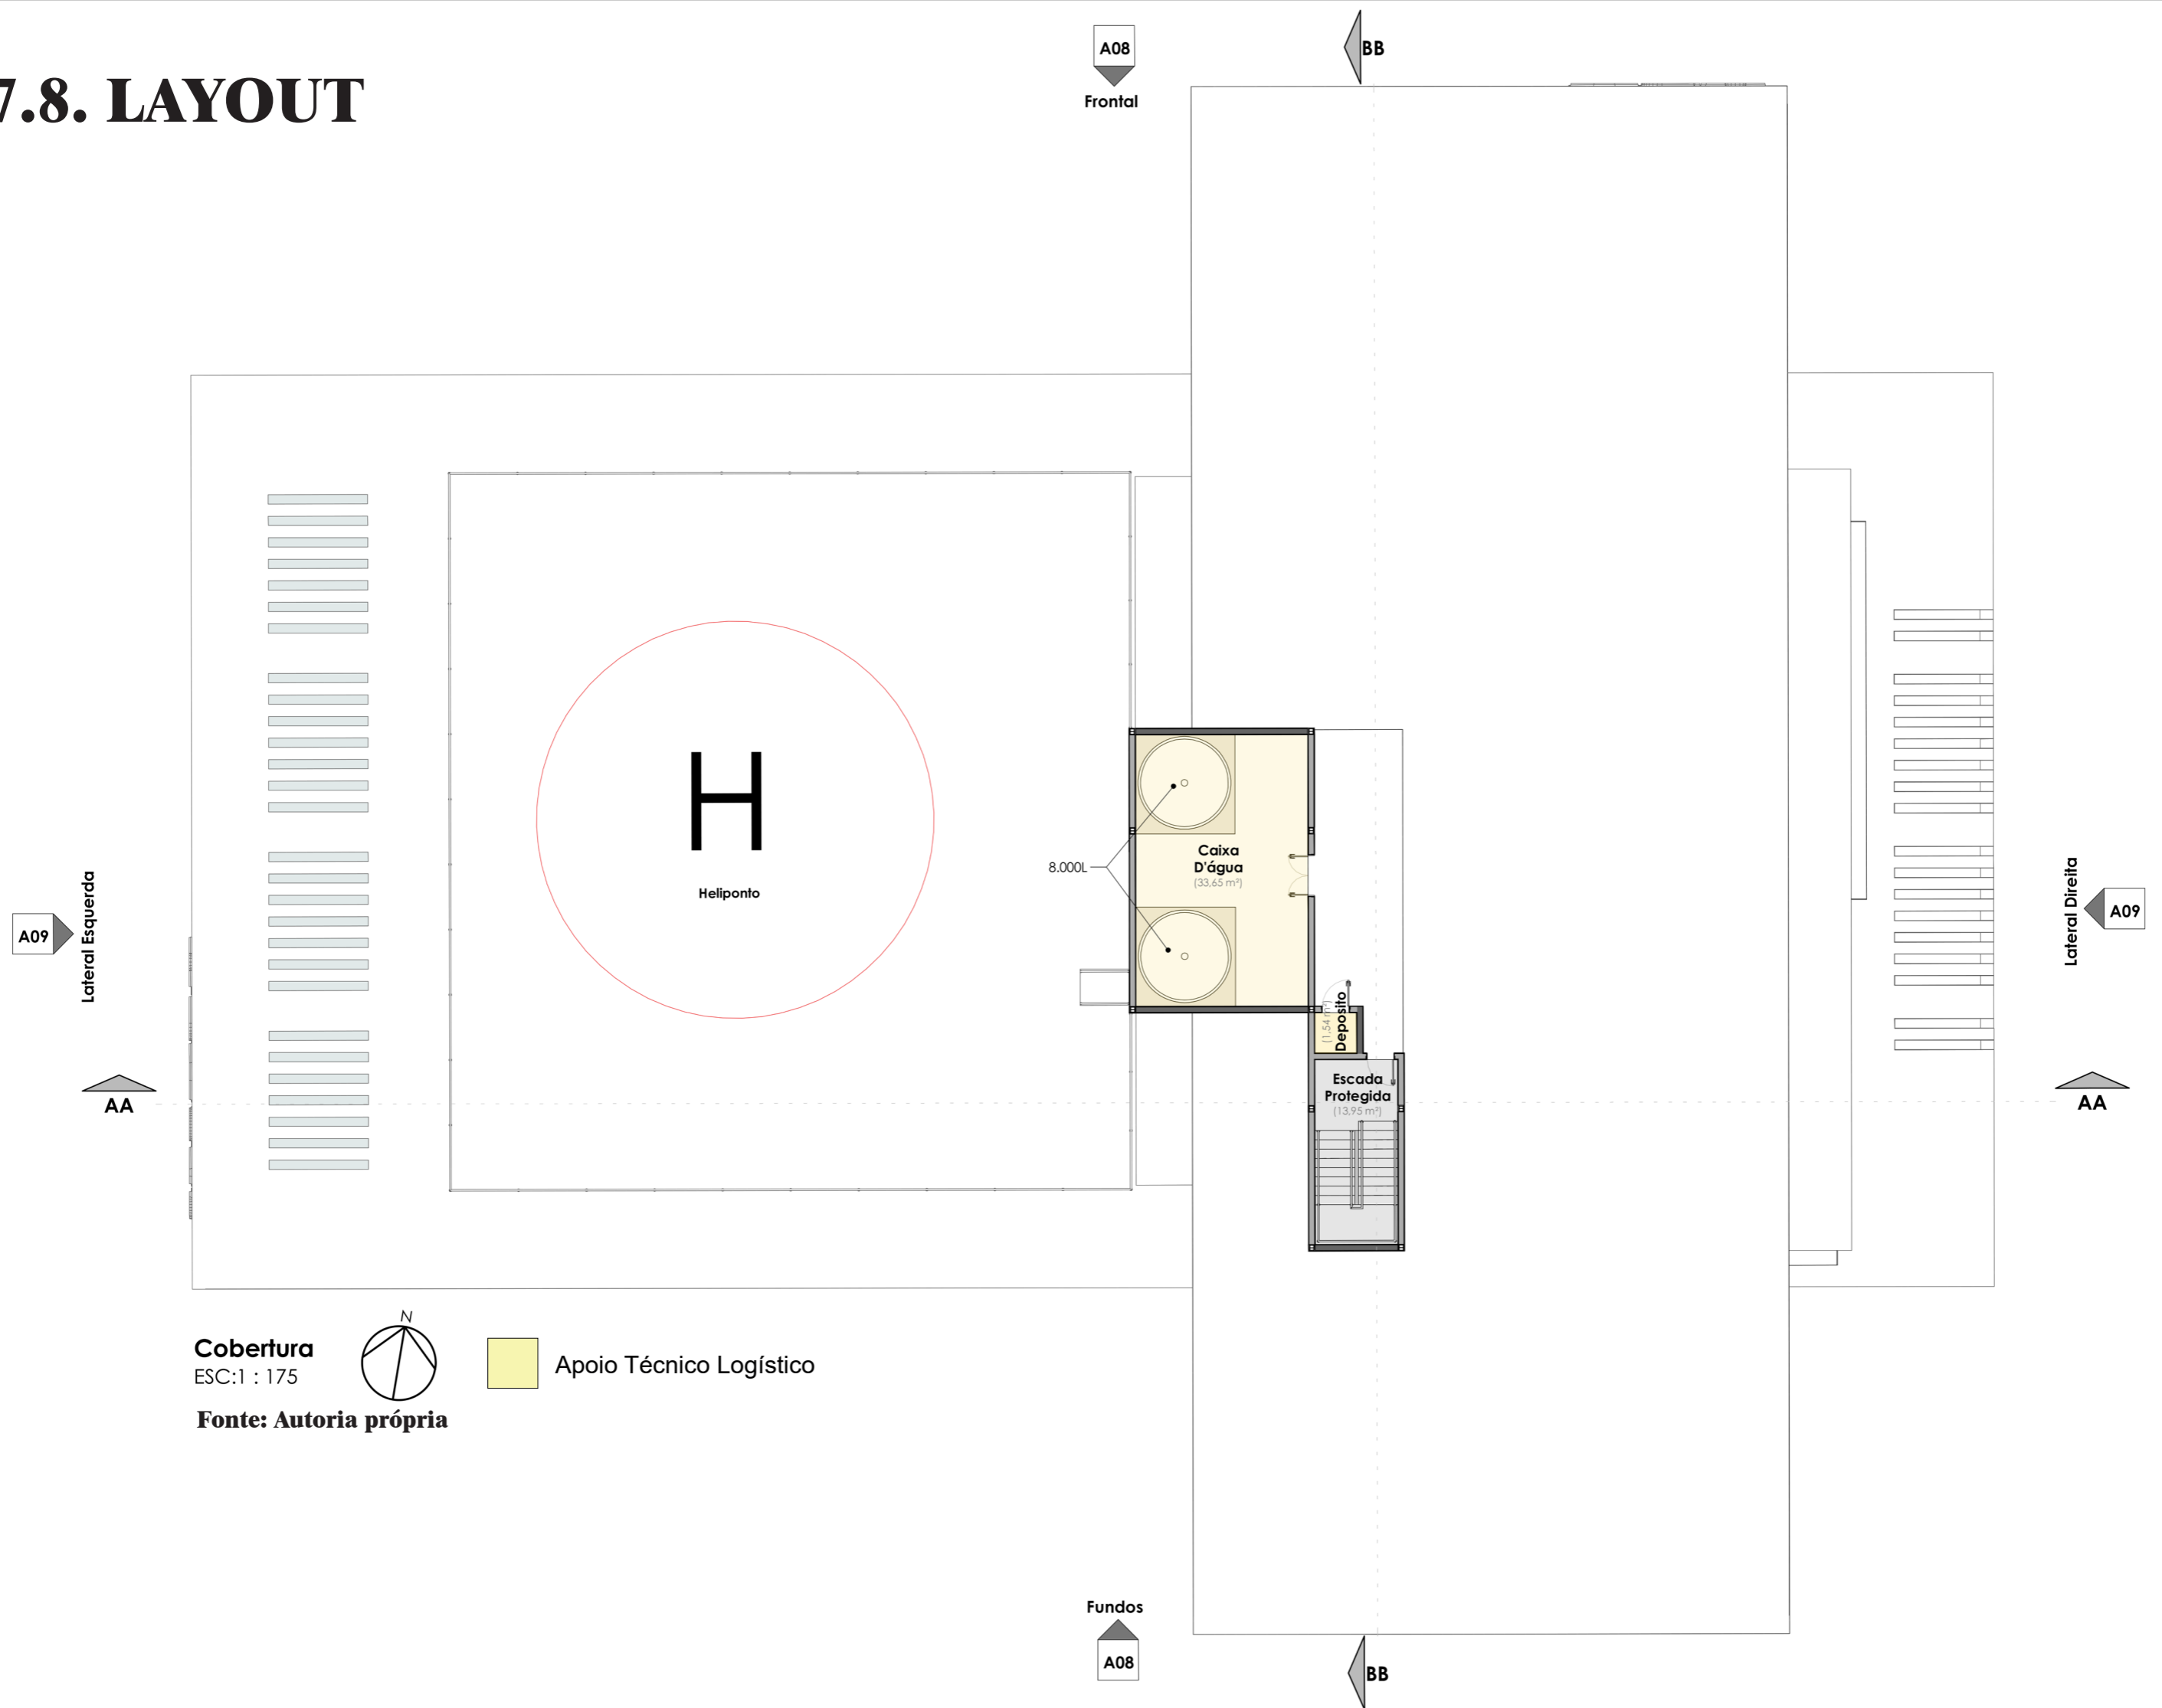 7.8. LAYOUT
A08
Frontal
BB
8.000L
Caixa
D'água
(33,65 m²)
H
Heliponto
Depósito
(1,54 m²)
Escada
Protegida
(13,95 m²)
A09
Lateral Esquerda
Lateral Direita
A09
AA
AA
Cobertura
ESC:1 : 175
N
Apoio Técnico Logístico
Fonte: Autoria própria
Fundos
A08
BB